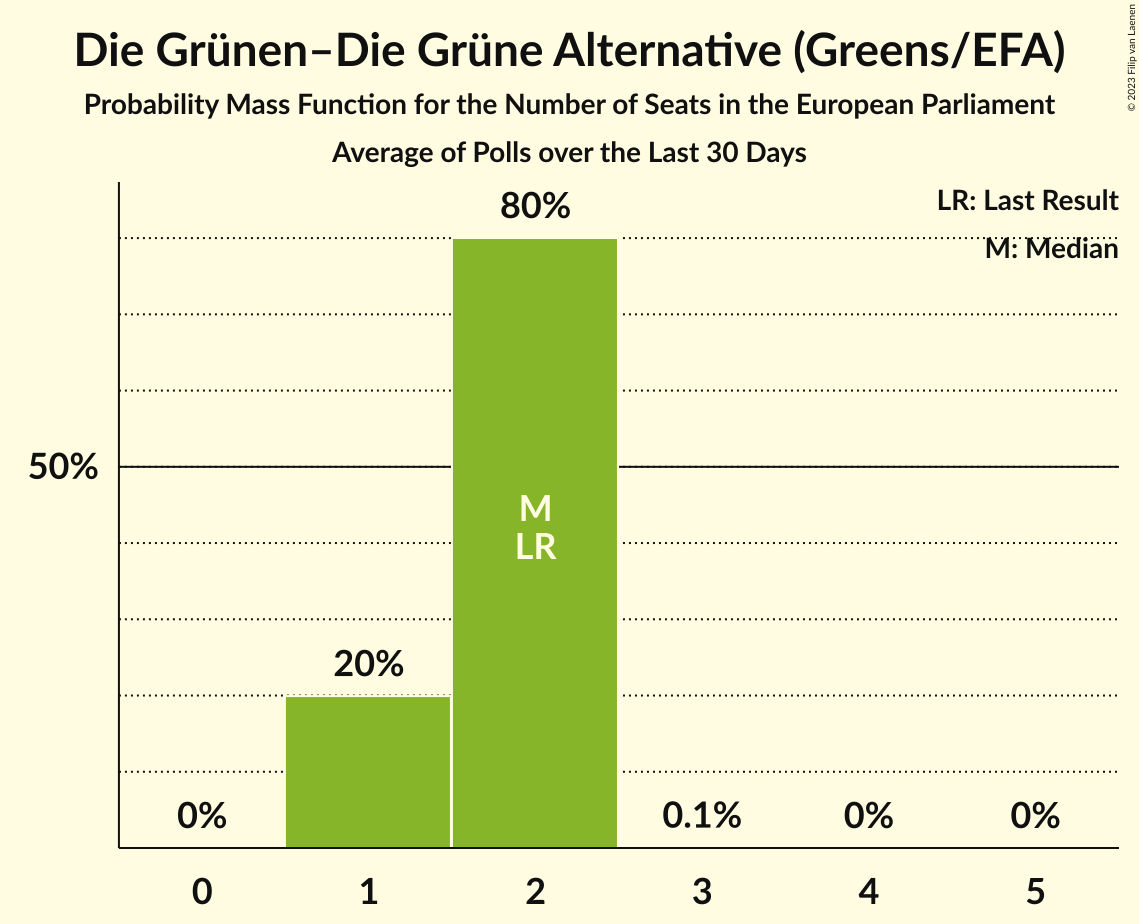 Die Grünen–Die Grüne Alternative (Greens/EFA)
Probability Mass Function for the Number of Seats in the European Parliament
Average of Polls over the Last 30 Days
© 2023 Filip van Laenen
LR: Last Result
M: Median
80%
50%
M
LR
20%
0%
0.1%
0%
0%
0
1
2
3
4
5